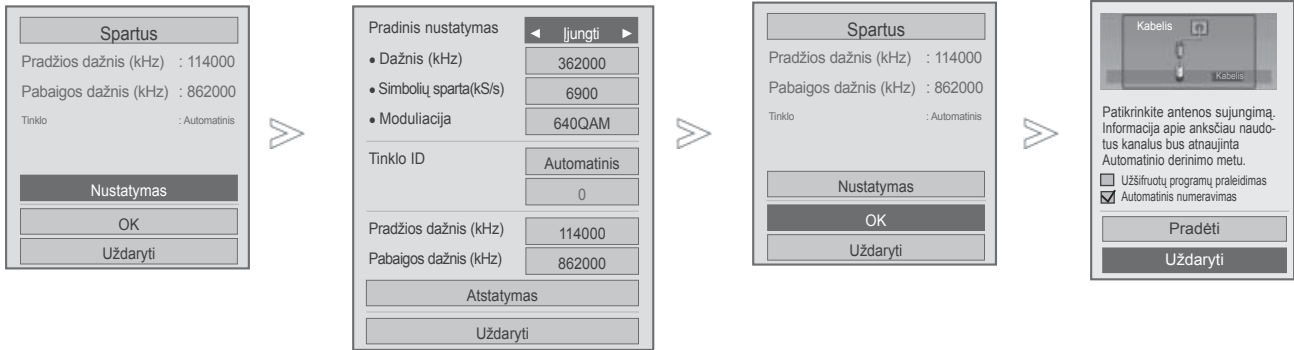 Spartus
Pradžios dažnis (kHz) : 114000
Pabaigos dažnis (kHz) : 862000
Tinklo : Automatinis
Nustatymas
OK
Uždaryti
Pradinis nustatymas ◄ Įjungti ►
• Dažnis (kHz) 362000
• Simbolių sparta(kS/s) 6900
• Moduliacija 640QAM
Tinklo ID Automatinis
0
Pradžios dažnis (kHz) 114000
Pabaigos dažnis (kHz) 862000
Atstatymas
Uždaryti
Spartus
Pradžios dažnis (kHz) : 114000
Pabaigos dažnis (kHz) : 862000
Tinklo : Automatinis
Nustatymas
OK
Uždaryti
Kabelis
Kabelis
Patikrinkite antenos sujungimą.
Informacija apie anksčiau naudo-
tus kanalus bus atnaujinta
Automatinio derinimo metu.
Užšifruotų programų praleidimas
Automatinis numeravimas
Pradėti
Uždaryti